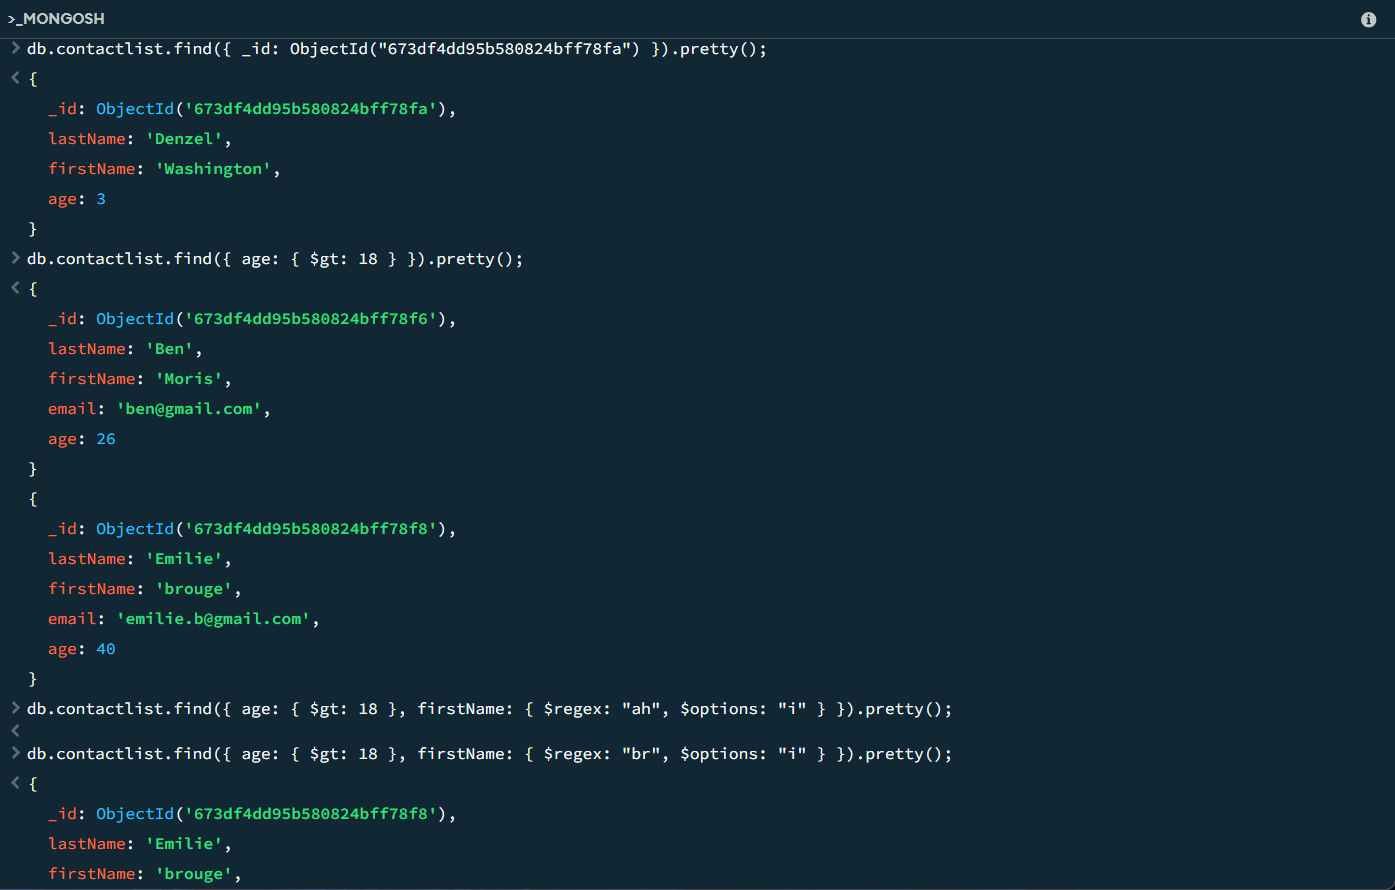 >_MONGOSH
> db.contactlist.find({ _id: ObjectId("673df4dd95b580824bff78fa") }).pretty();
< {
_id: ObjectId('673df4dd95b580824bff78fa'),
lastName: 'Denzel',
firstName: 'Washington',
age: 3
}
> db.contactlist.find({ age: { $gt: 18 } }).pretty();
< {
_id: ObjectId('673df4dd95b580824bff78f6'),
lastName: 'Ben',
firstName: 'Moris',
email: 'ben@gmail.com',
age: 26
}
{
_id: ObjectId('673df4dd95b580824bff78f8'),
lastName: 'Emilie',
firstName: 'brouge',
email: 'emilie.b@gmail.com',
age: 40
}
> db.contactlist.find({ age: { $gt: 18 }, firstName: { $regex: "ah", $options: "i" } }).pretty();
<
> db.contactlist.find({ age: { $gt: 18 }, firstName: { $regex: "br", $options: "i" } }).pretty();
< {
_id: ObjectId('673df4dd95b580824bff78f8'),
lastName: 'Emilie',
firstName: 'brouge',